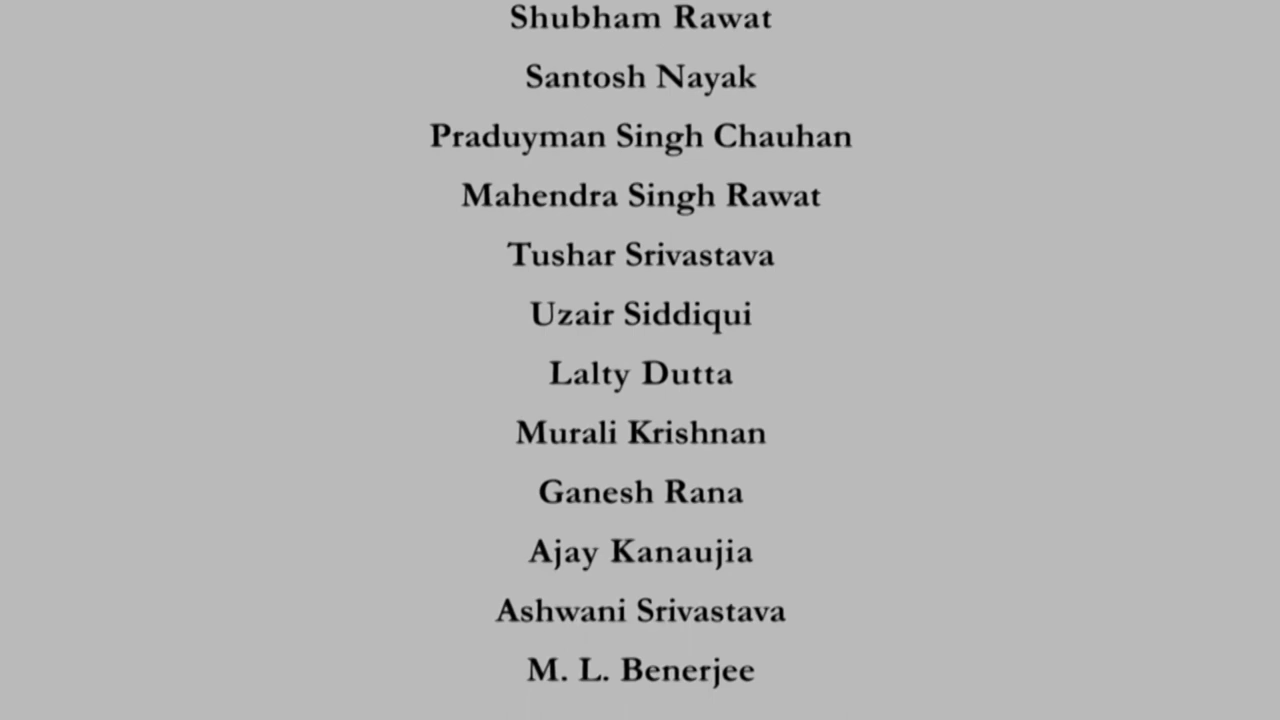 Shubham Rawat
Santosh Nayak
Praduyman Singh Chauhan
Mahendra Singh Rawat
Tushar Srivastava
Uzair Siddiqui
Lalty Dutta
Murali Krishnan
Ganesh Rana
Ajay Kanaujia
Ashwani Srivastava
M. L. Benerjee